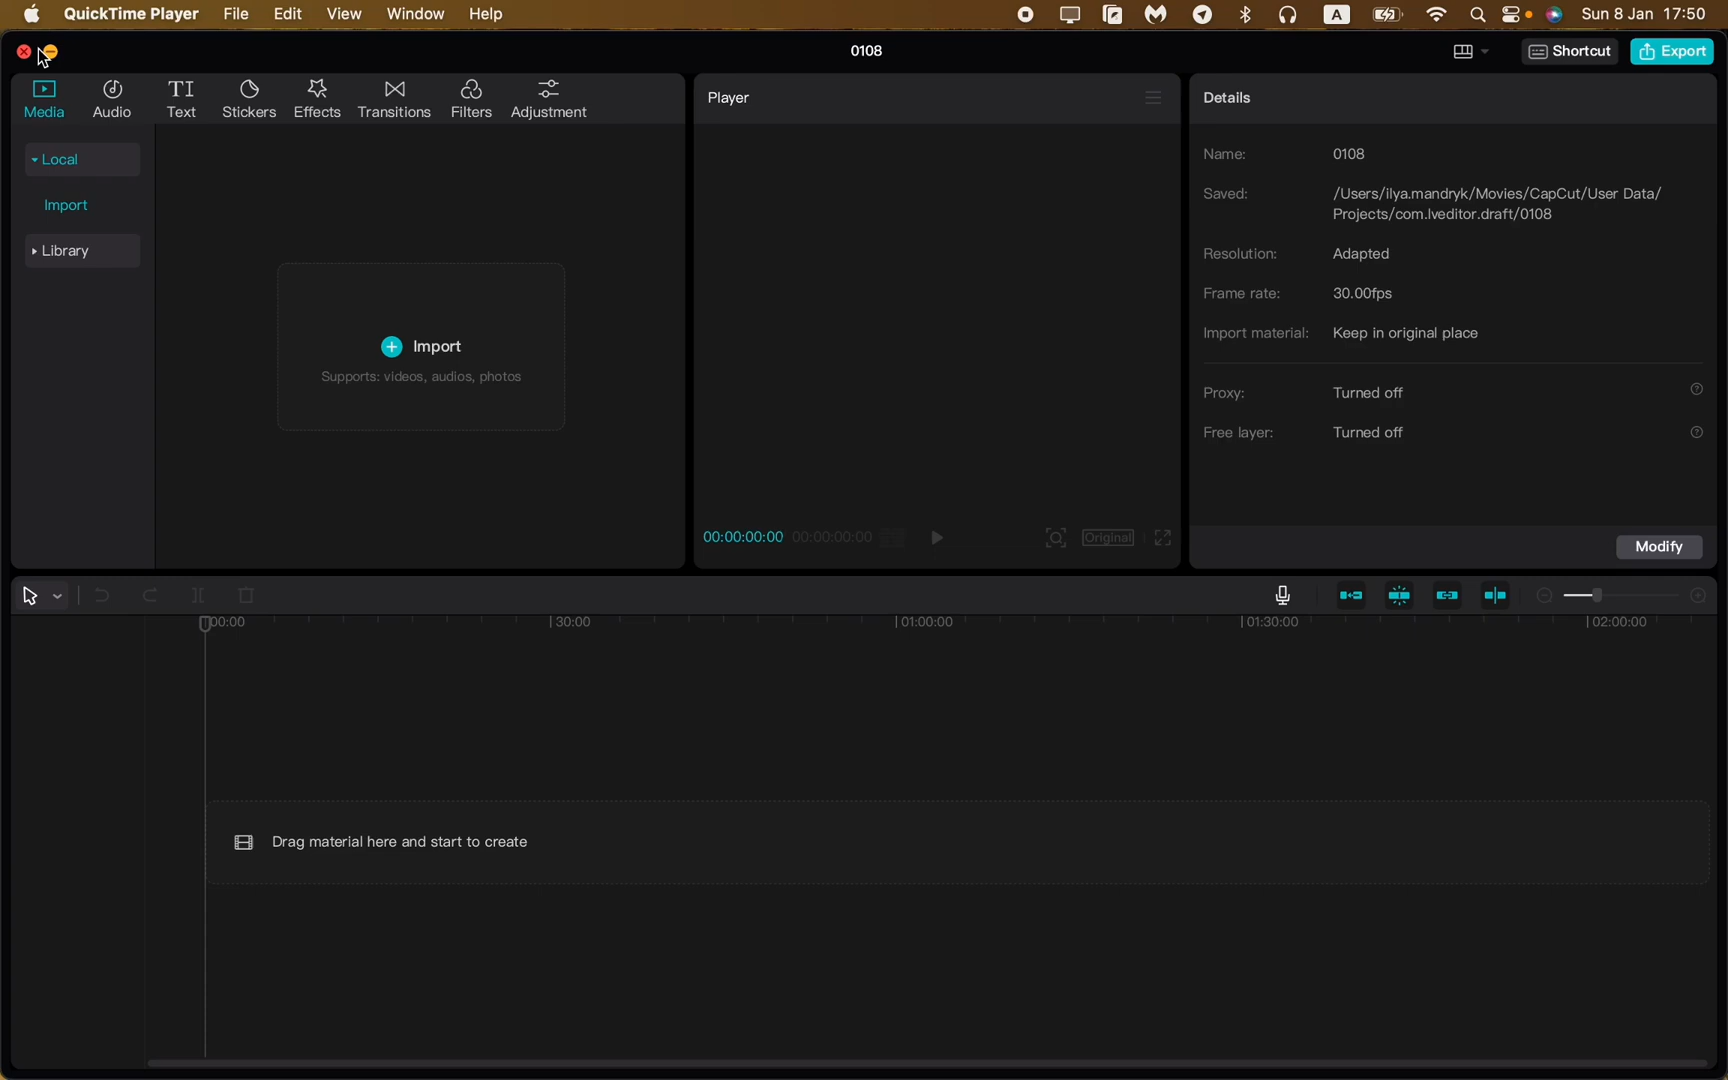 QuickTime Player File Edit View Window Help A Sun 8 Jan 17:50
0108 Shortcut Export
Media Audio TI Text Stickers Effects Transitions Filters Adjustment
Local
Import
Library
Import
Supports: videos, audios, photos
Player
00:00:00:00 00:00:00:00 Original
Details
Name: 0108
Saved: /Users/ilya.mandryk/Movies/CapCut/User Data/
Projects/com.lveditor.draft/0108
Resolution: Adapted
Frame rate: 30.00fps
Import material: Keep in original place
Proxy: Turned off
Free layer: Turned off
Modify
00:00 30:00 01:00:00 01:30:00 02:00:00
Drag material here and start to create